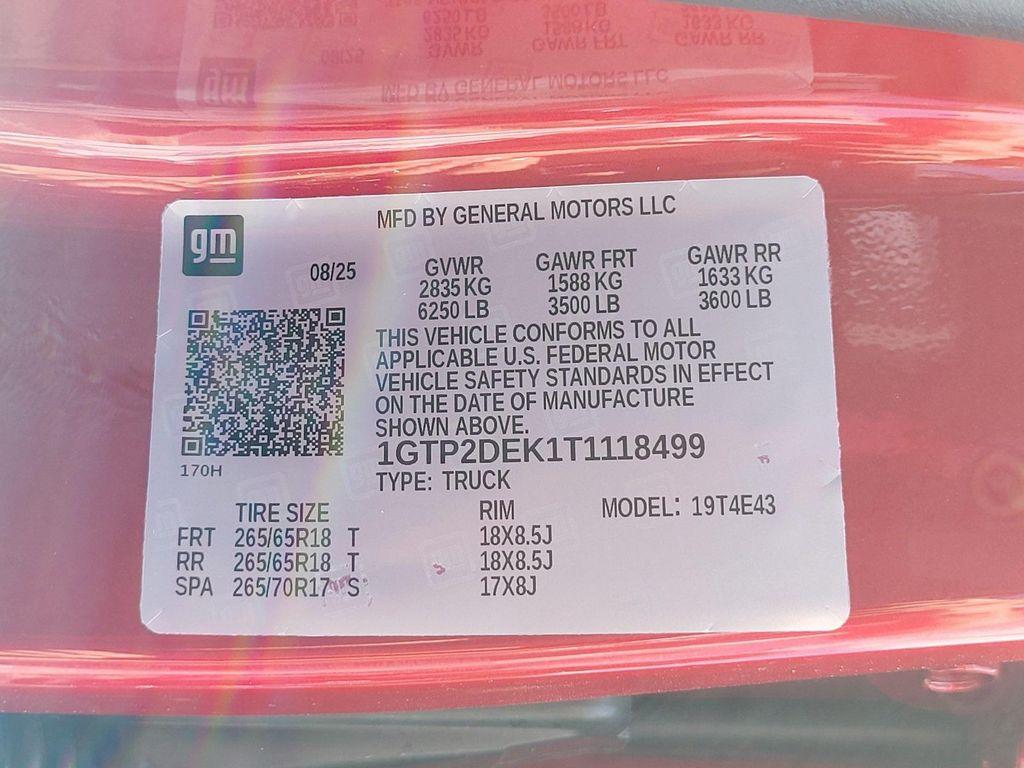 gm
MFD BY GENERAL MOTORS LLC
08/25
GVWR GAWR FRT GAWR RR
2835 KG 1588 KG 1633 KG
6250 LB 3500 LB 3600 LB
THIS VEHICLE CONFORMS TO ALL
APPLICABLE U.S. FEDERAL MOTOR
VEHICLE SAFETY STANDARDS IN EFFECT
ON THE DATE OF MANUFACTURE
SHOWN ABOVE.
170H
1GTP2DEK1T1118499
TYPE: TRUCK
TIRE SIZE RIM MODEL: 19T4E43
FRT 265/65R18 T 18X8.5J
RR 265/65R18 T 18X8.5J
SPA 265/70R17 S 17X8J